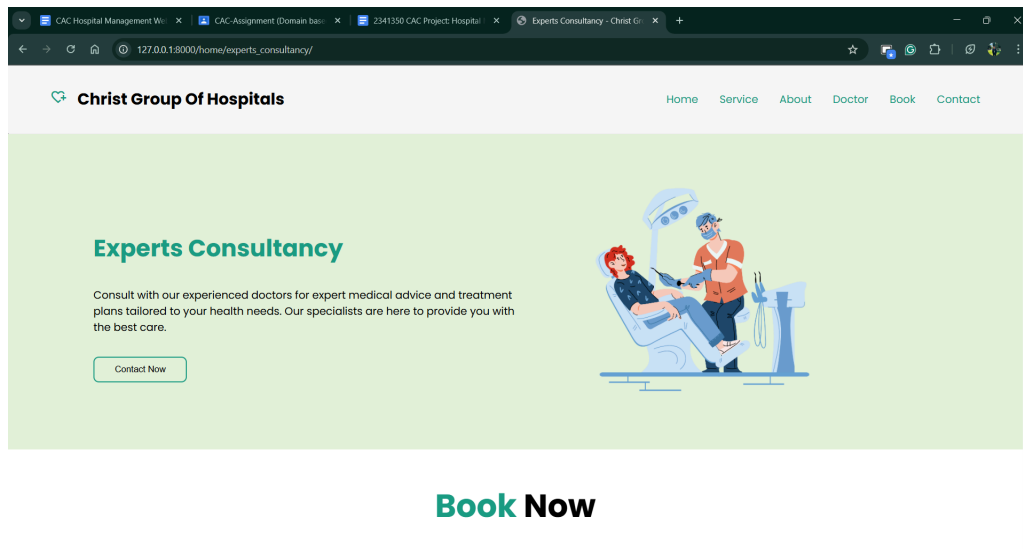 CAC Hospital Management We
CAC-Assignment (Domain base
2341350 CAC Project: Hospital
Experts Consultancy - Christ Gr
127.0.0.1:8000/home/experts_consultancy/
Christ Group Of Hospitals
Home Service About Doctor Book Contact
Experts Consultancy
Consult with our experienced doctors for expert medical advice and treatment
plans tailored to your health needs. Our specialists are here to provide you with
the best care.
Contact Now
Book Now